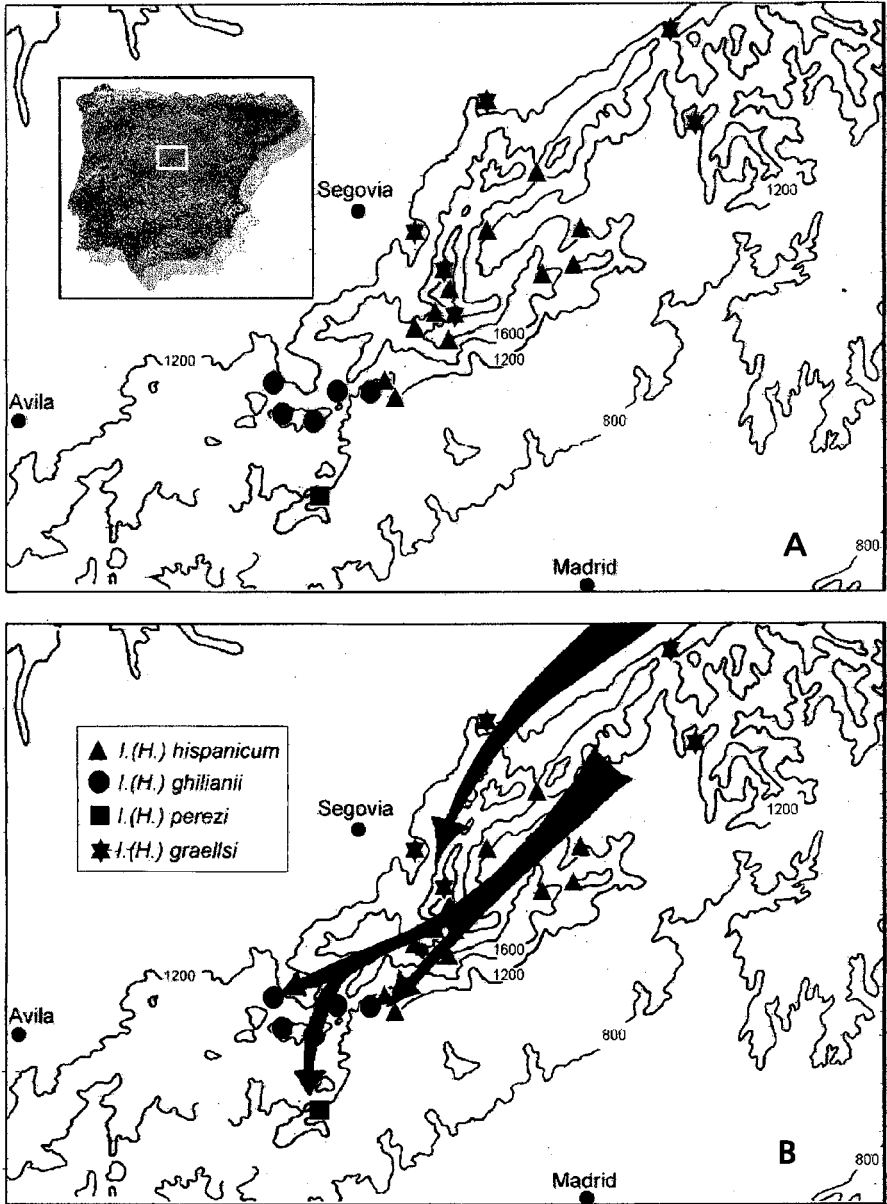 Segovia
1200
1600
1200
1200
Avila
800
A
Madrid
800
I.(H.) hispanicum
I.(H.) ghilianii
I.(H.) perezi
I.(H.) graellsi
Segovia
1200
1600
1200
1200
Avila
800
B
Madrid
800